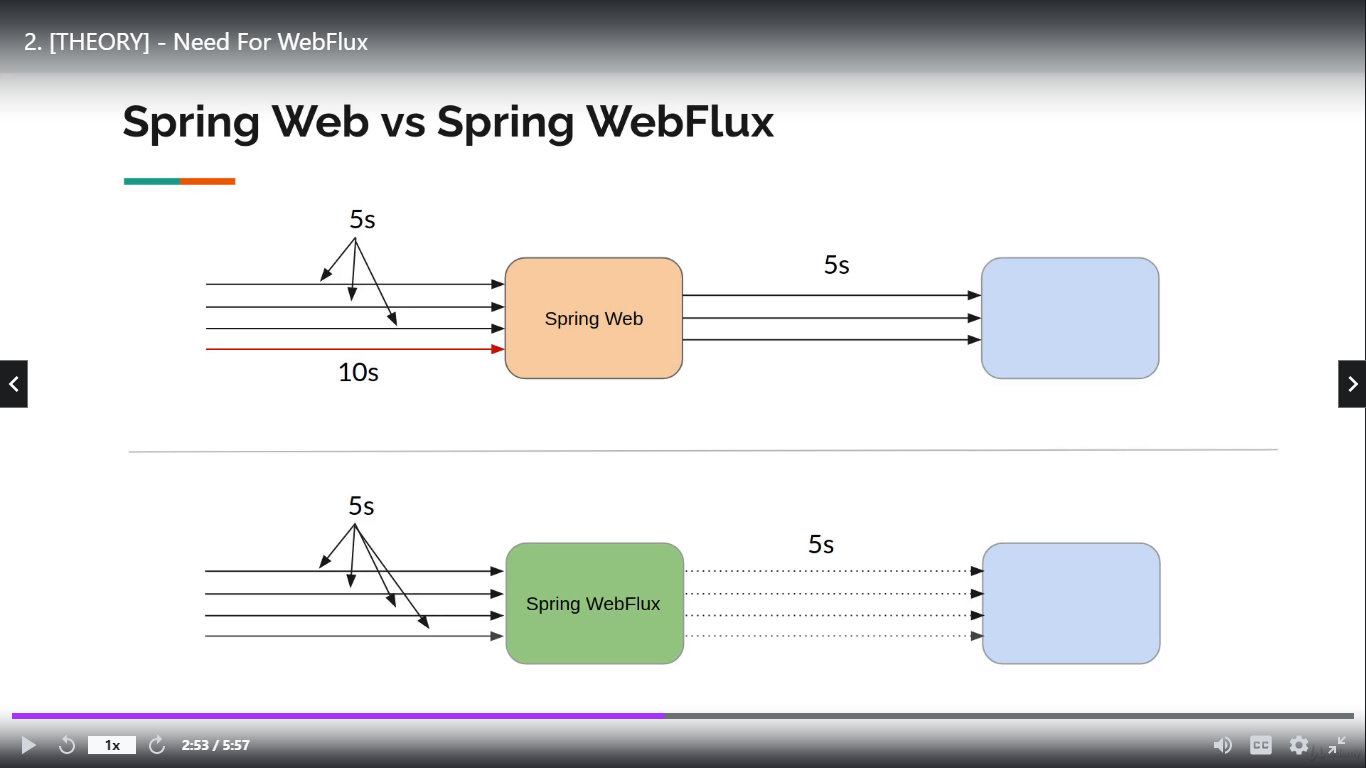 2. [THEORY] - Need For WebFlux
Spring Web vs Spring WebFlux
5s
5s
Spring Web
10s
5s
5s
Spring WebFlux
1x
2:53 / 5:57
CC